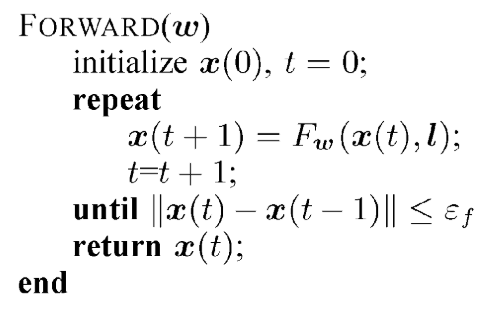 FORWARD(w)
initialize x(0), t = 0;
repeat
x(t + 1) = F_w(x(t), l);
t=t + 1;
until ‖x(t) − x(t − 1)‖ ≤ ε_f
return x(t);
end